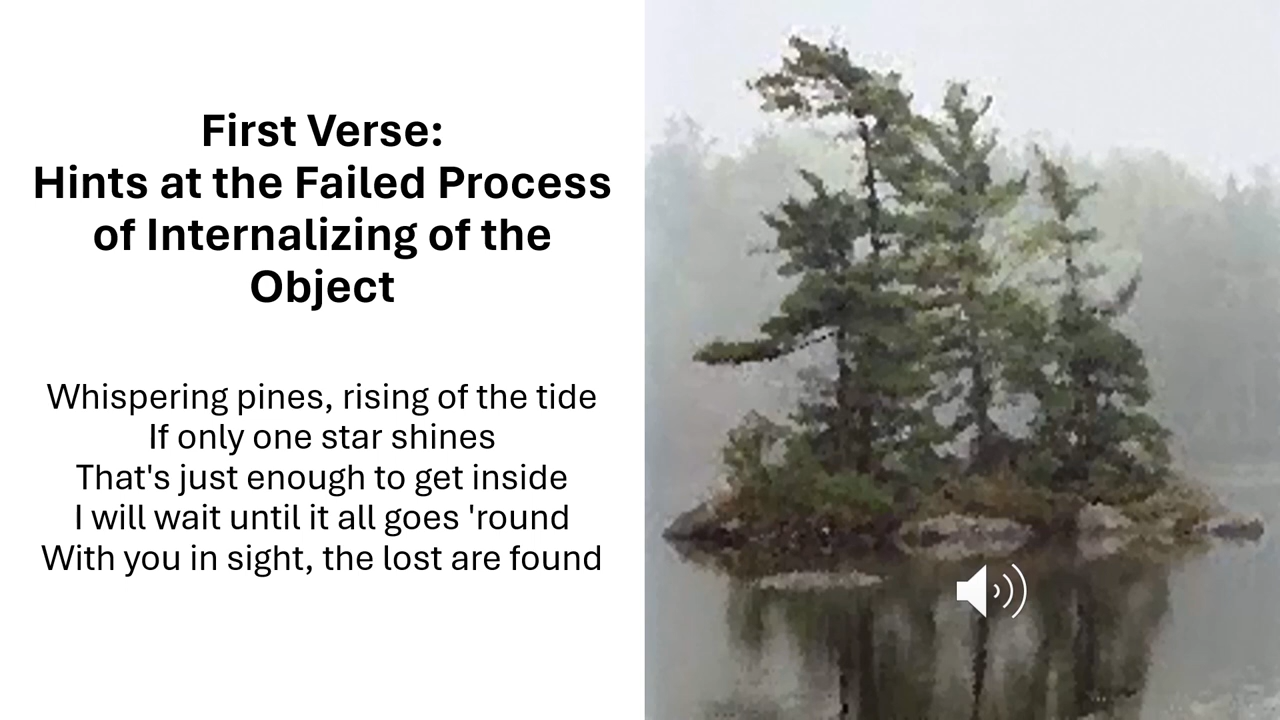 First Verse:
Hints at the Failed Process
of Internalizing of the
Object
Whispering pines, rising of the tide
If only one star shines
That's just enough to get inside
I will wait until it all goes 'round
With you in sight, the lost are found